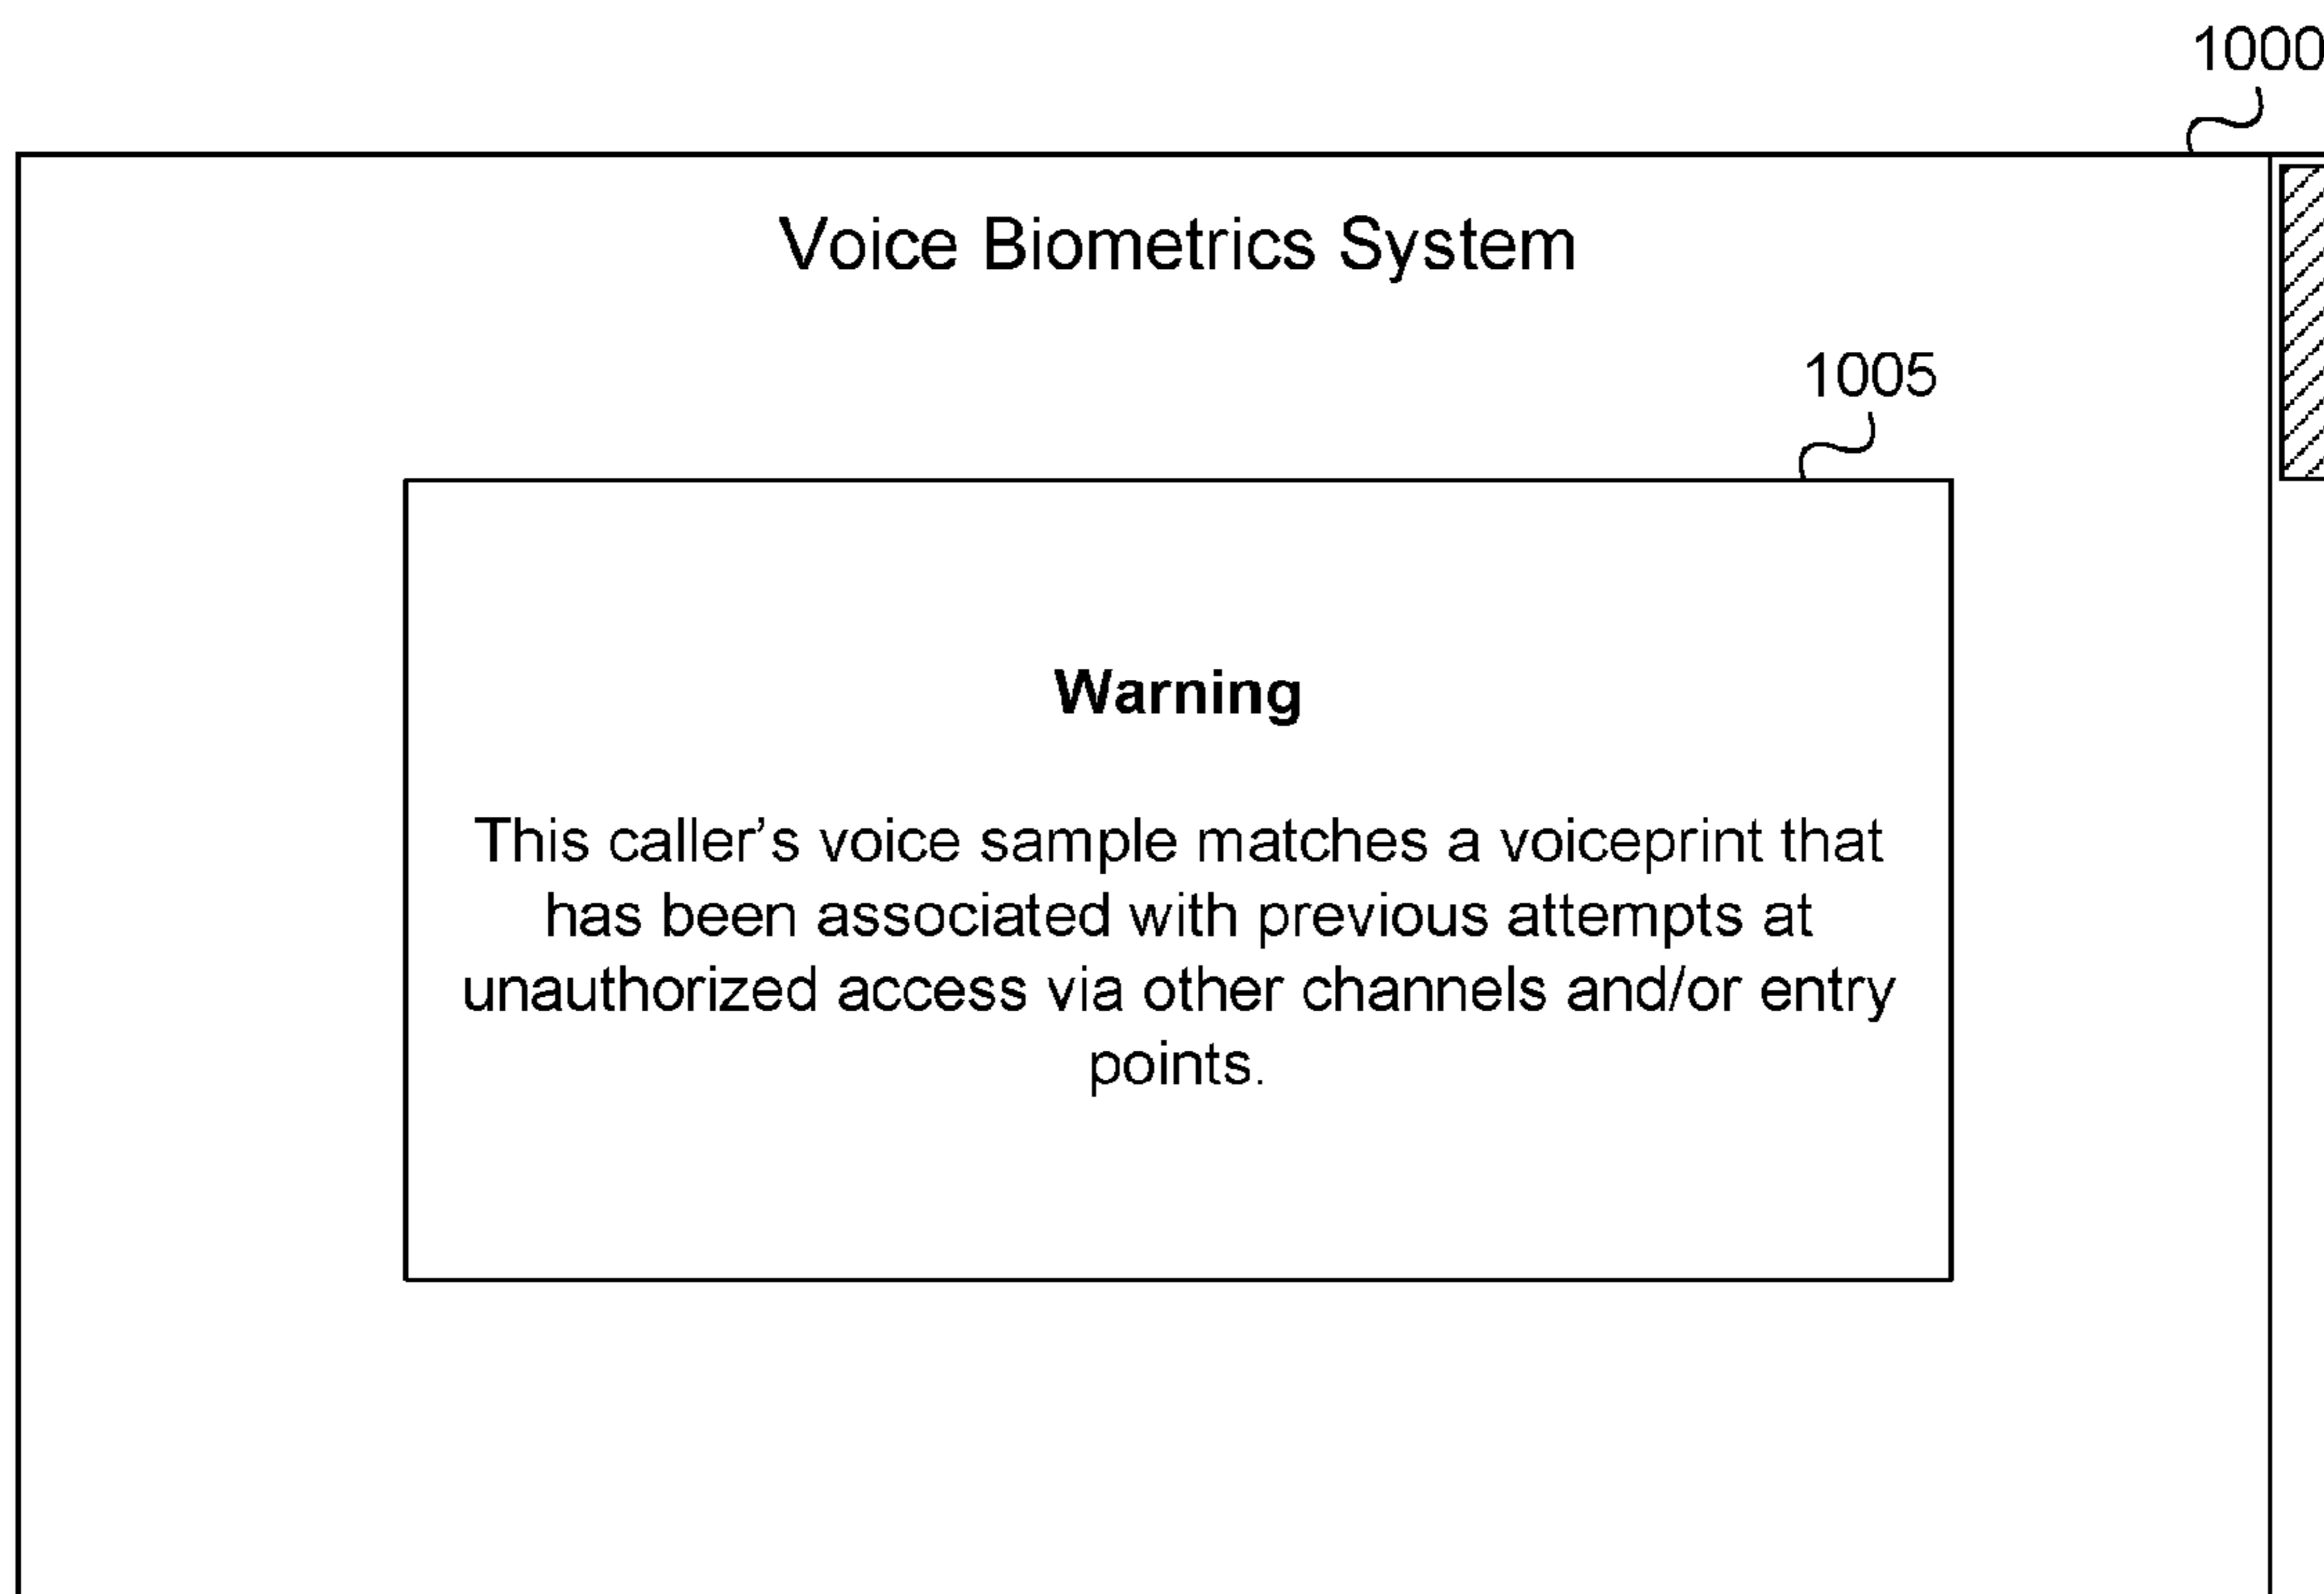 1000
Voice Biometrics System
1005
Warning
This caller’s voice sample matches a voiceprint that
has been associated with previous attempts at
unauthorized access via other channels and/or entry
points.